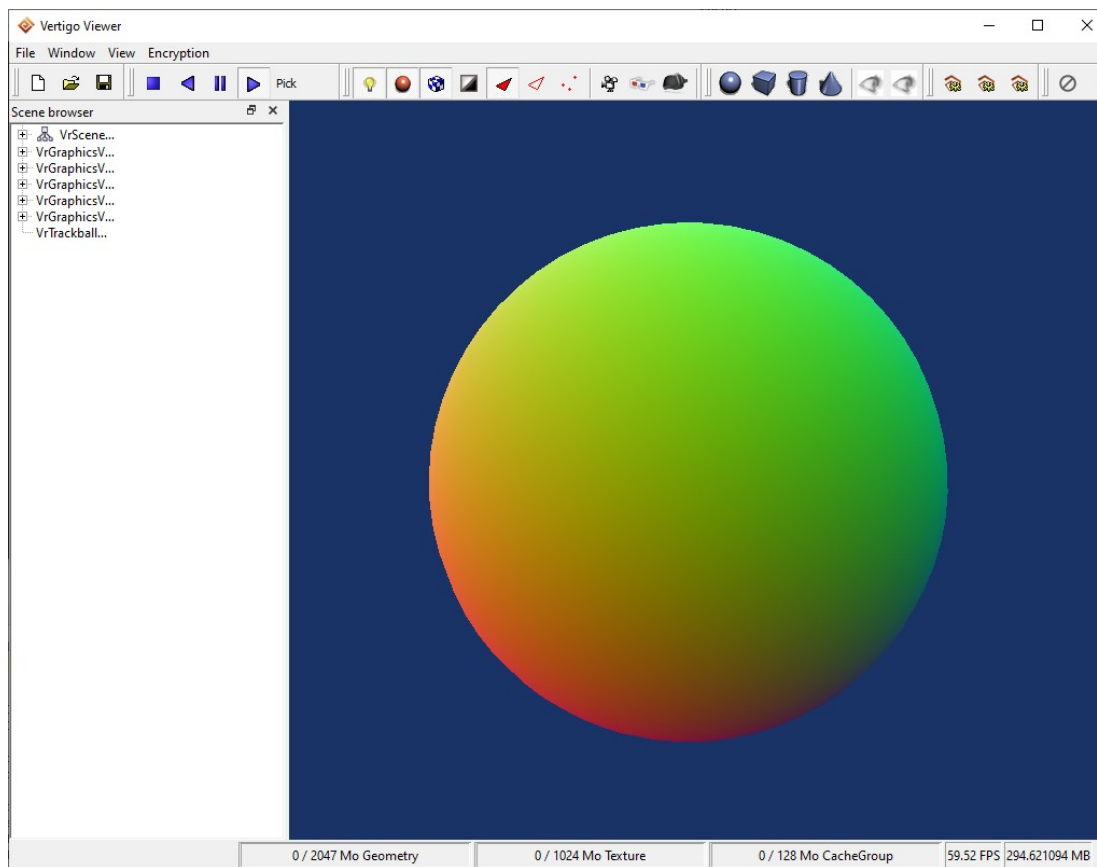 Vertigo Viewer
File Window View Encryption
Pick
Scene browser
VrScene...
VrGraphicsV...
VrGraphicsV...
VrGraphicsV...
VrGraphicsV...
VrGraphicsV...
VrTrackball...
0 / 2047 Mo Geometry 0 / 1024 Mo Texture 0 / 128 Mo CacheGroup 59.52 FPS 294.621094 MB